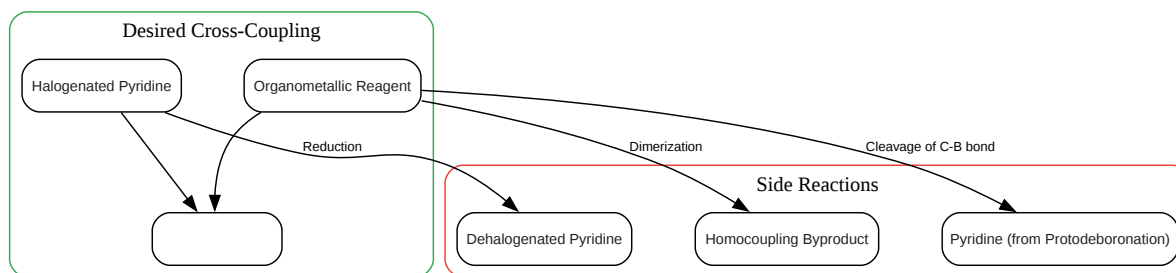 Desired Cross-Coupling
Halogenated Pyridine
Organometallic Reagent
Reduction
Dimerization
Cleavage of C-B bond
Side Reactions
Dehalogenated Pyridine
Homocoupling Byproduct
Pyridine (from Protodeboronation)